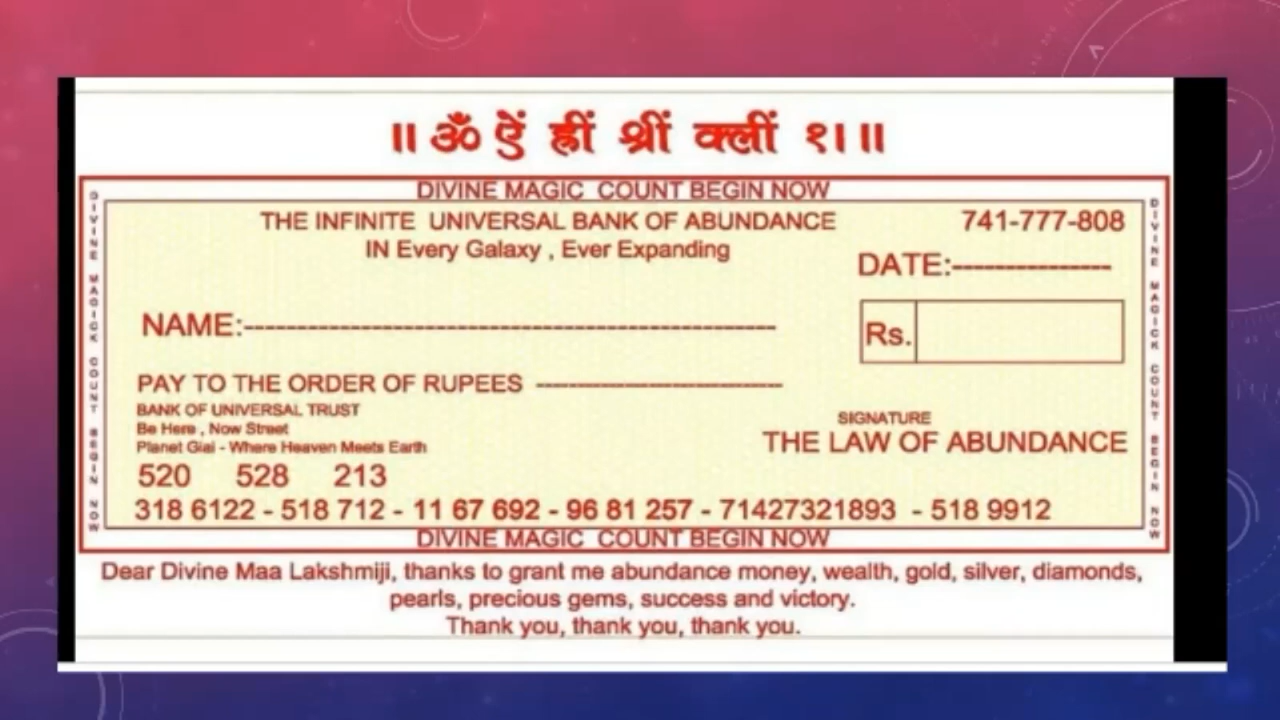 ॥ ॐ ऐं ह्रीं श्रीं क्लीं १। ॥
DIVINE MAGIC COUNT BEGIN NOW
THE INFINITE UNIVERSAL BANK OF ABUNDANCE
741-777-808
IN Every Galaxy , Ever Expanding
DATE:---------------
NAME:--------------------------------------------------
Rs.
PAY TO THE ORDER OF RUPEES ----------------------------
BANK OF UNIVERSAL TRUST
Be Here , Now Street
Planet Giai - Where Heaven Meets Earth
SIGNATURE
THE LAW OF ABUNDANCE
520 528 213
318 6122 - 518 712 - 11 67 692 - 96 81 257 - 71427321893 - 518 9912
DIVINE MAGIC COUNT BEGIN NOW
DIVINE MAGICK COUNT BEGIN NOW
DIVINE MAGICK COUNT BEGIN NOW
Dear Divine Maa Lakshmiji, thanks to grant me abundance money, wealth, gold, silver, diamonds,
pearls, precious gems, success and victory.
Thank you, thank you, thank you.